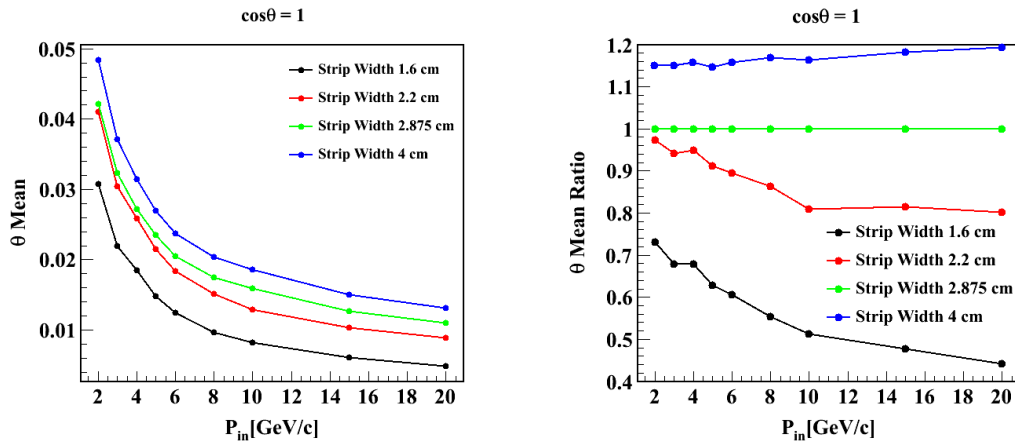 cosθ = 1
0.05
0.04
0.03
0.02
0.01
θ Mean
Strip Width 1.6 cm
Strip Width 2.2 cm
Strip Width 2.875 cm
Strip Width 4 cm
2 4 6 8 10 12 14 16 18 20
P_in[GeV/c]
cosθ = 1
1.2
1.1
1
0.9
0.8
0.7
0.6
0.5
0.4
θ Mean Ratio
Strip Width 1.6 cm
Strip Width 2.2 cm
Strip Width 2.875 cm
Strip Width 4 cm
2 4 6 8 10 12 14 16 18 20
P_in[GeV/c]